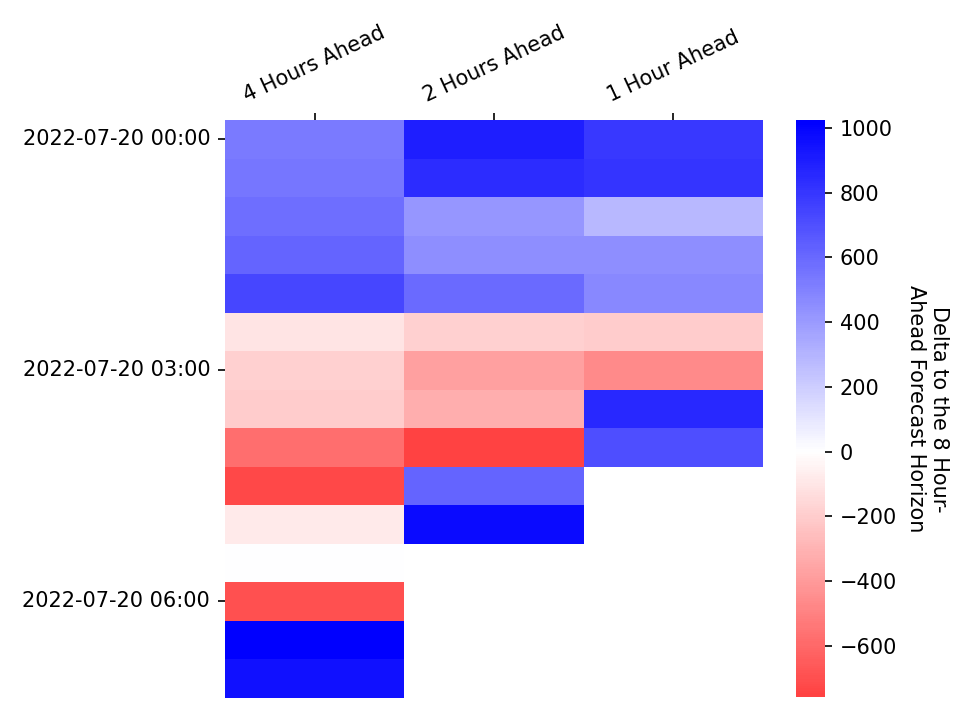 4 Hours Ahead
2 Hours Ahead
1 Hour Ahead
2022-07-20 00:00
2022-07-20 03:00
2022-07-20 06:00
1000
800
600
400
200
0
−200
−400
−600
Delta to the 8 Hour-
Ahead Forecast Horizon